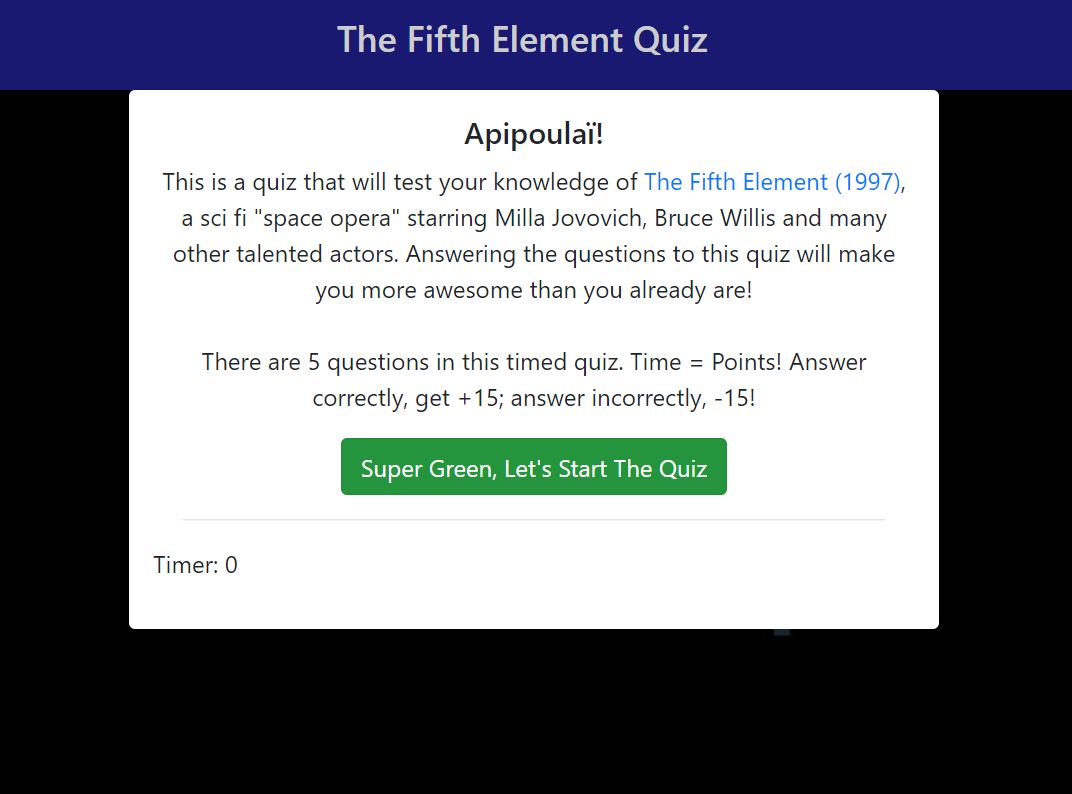 The Fifth Element Quiz
Apipoulaï!
This is a quiz that will test your knowledge of The Fifth Element (1997),
a sci fi "space opera" starring Milla Jovovich, Bruce Willis and many
other talented actors. Answering the questions to this quiz will make
you more awesome than you already are!
There are 5 questions in this timed quiz. Time = Points! Answer
correctly, get +15; answer incorrectly, -15!
Super Green, Let's Start The Quiz
Timer: 0